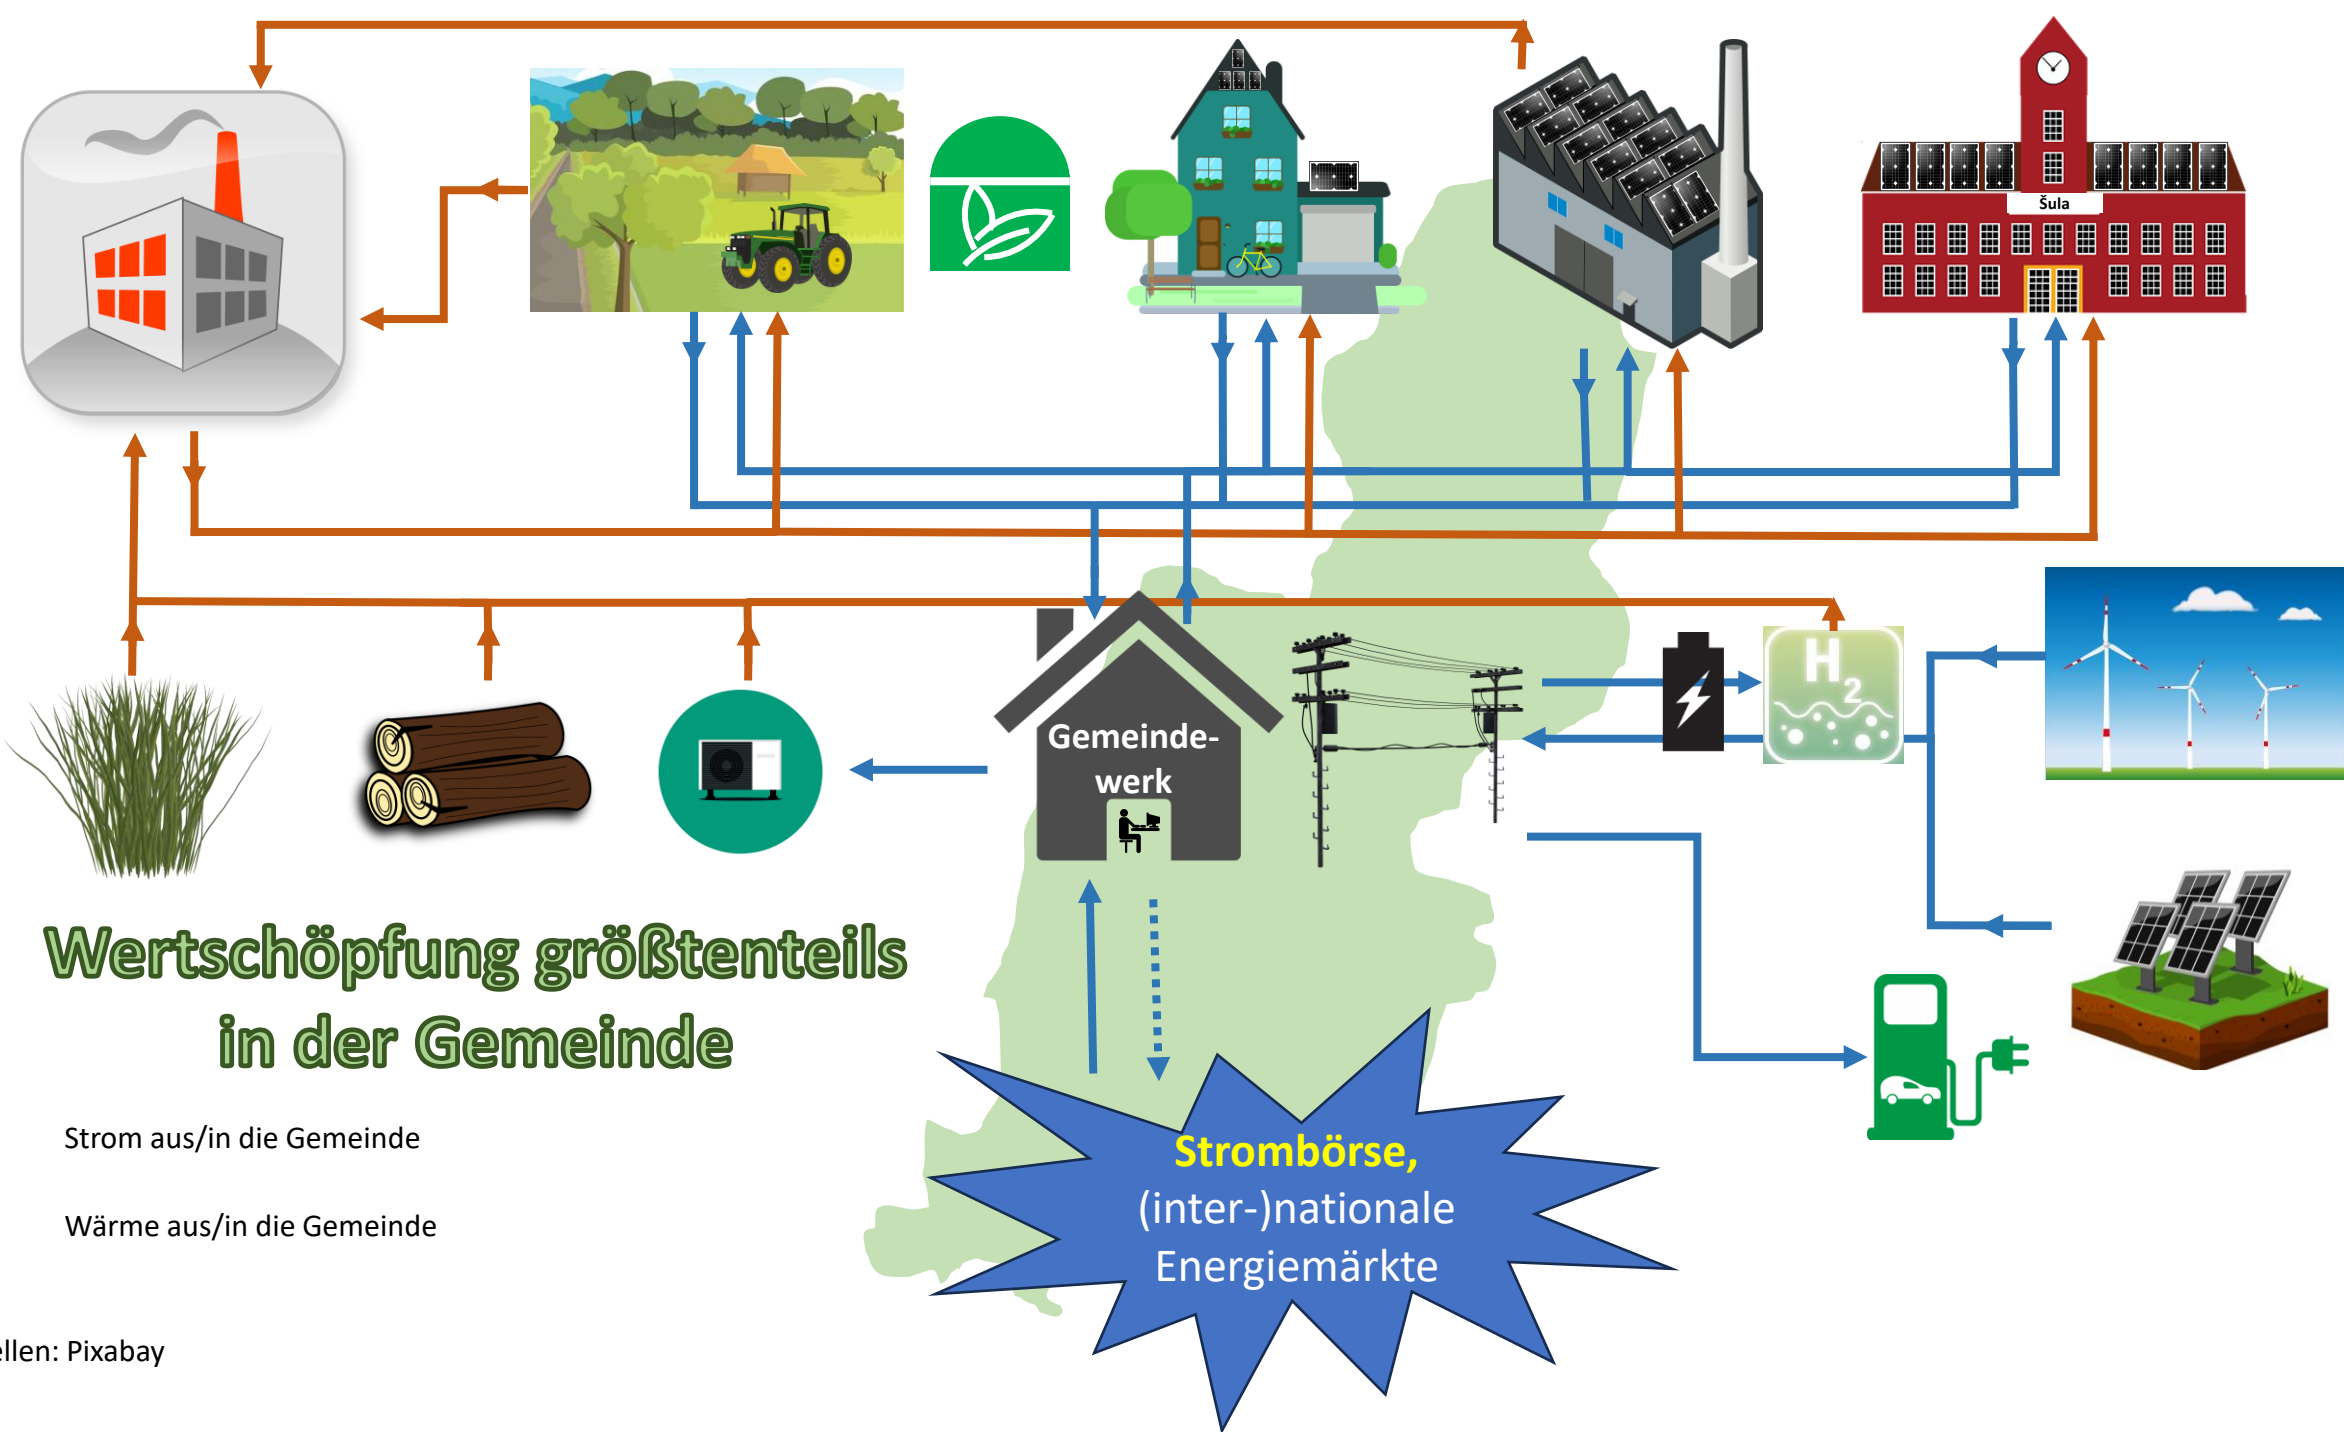 Šula
H2
Gemeinde-
werk
Wertschöpfung größtenteils
in der Gemeinde
Strom aus/in die Gemeinde
Wärme aus/in die Gemeinde
Strombörse,
(inter-)nationale
Energiemärkte
ellen: Pixabay